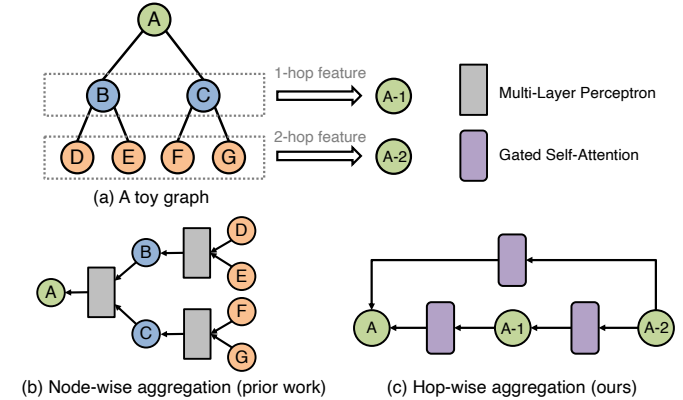 A
1-hop feature
B
C
A-1
Multi-Layer Perceptron
2-hop feature
D
E
F
G
A-2
Gated Self-Attention
(a) A toy graph
D
B
E
A
F
C
G
A
A-1
A-2
(b) Node-wise aggregation (prior work)
(c) Hop-wise aggregation (ours)